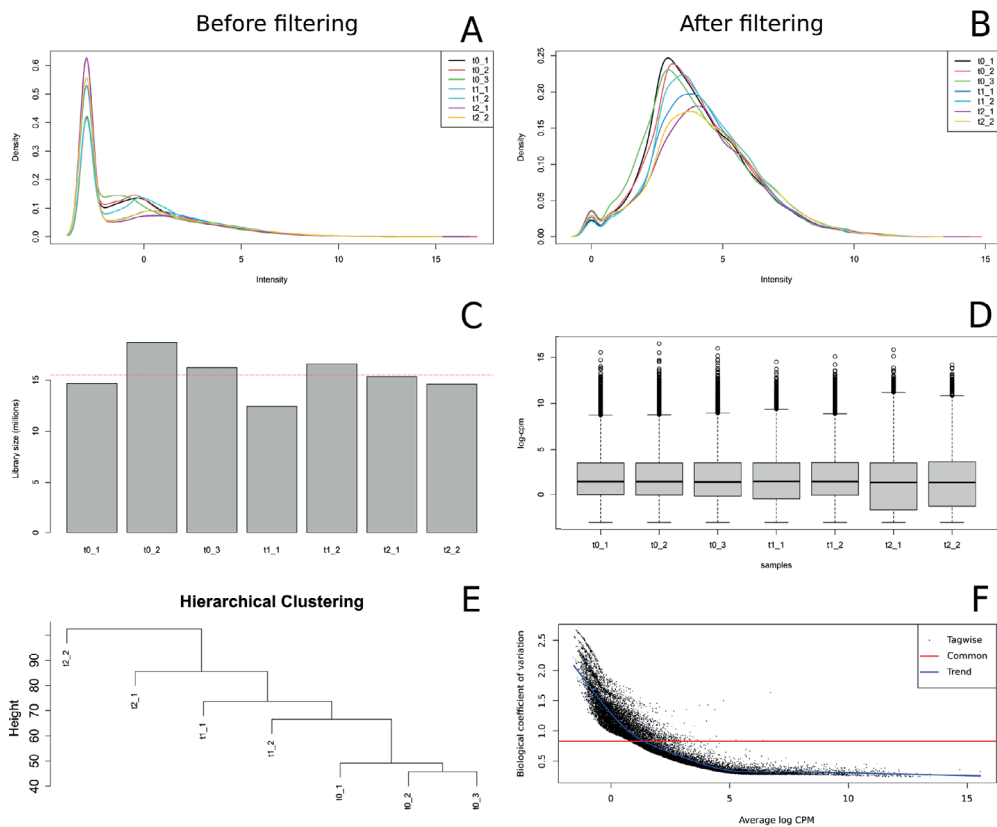 Before filtering
After filtering
A
Density
0.0
0.1
0.2
0.3
0.4
0.5
0.6
0
5
10
15
Intensity
t0_1
t0_2
t0_3
t1_1
t1_2
t2_1
t2_2
B
Density
0.00
0.05
0.10
0.15
0.20
0.25
0
5
10
15
Intensity
t0_1
t0_2
t0_3
t1_1
t1_2
t2_1
t2_2
C
Library size (milions)
0
5
10
15
t0_1
t0_2
t0_3
t1_1
t1_2
t2_1
t2_2
D
log-cpm
0
5
10
15
t0_1
t0_2
t0_3
t1_1
t1_2
t2_1
t2_2
samples
E
Hierarchical Clustering
Height
40
50
60
70
80
90
t2_2
t2_1
t1_1
t1_2
t0_1
t0_2
t0_3
F
Biological coefficient of variation
0.5
1.0
1.5
2.0
2.5
0
5
10
15
Average log CPM
Tagwise
Common
Trend